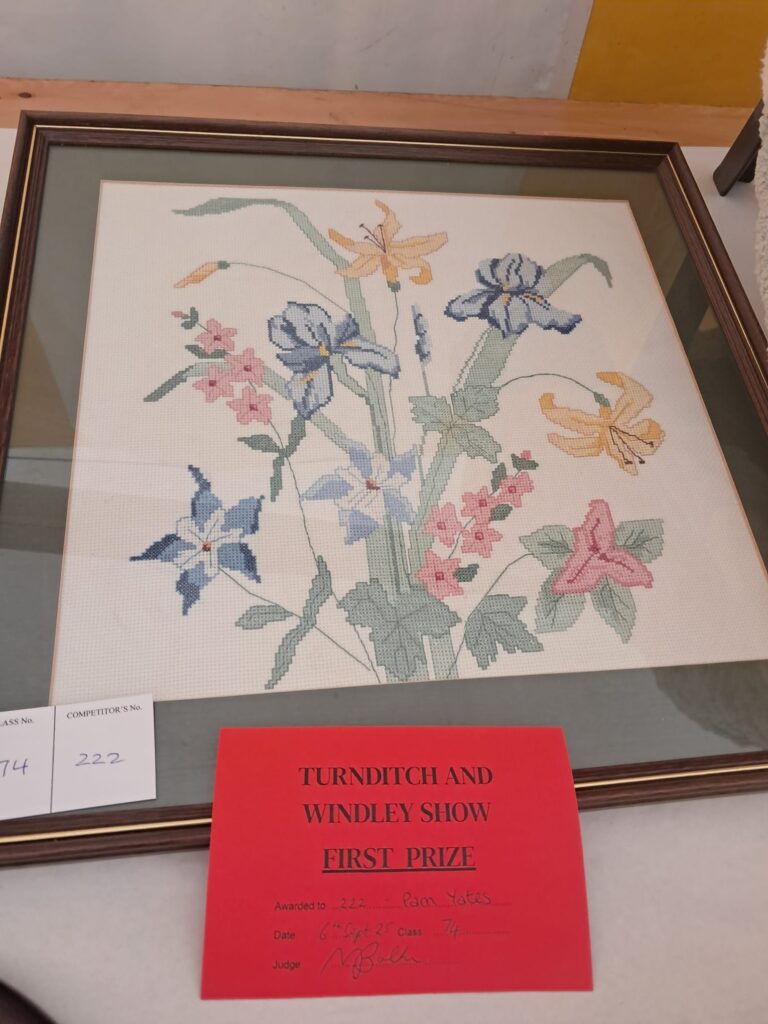 LASS No.
COMPETITOR'S No.
74
222
TURNDITCH AND
WINDLEY SHOW
FIRST PRIZE
Awarded to 222 - Pam Yates
Date 6th Sept 25 Class 74
Judge